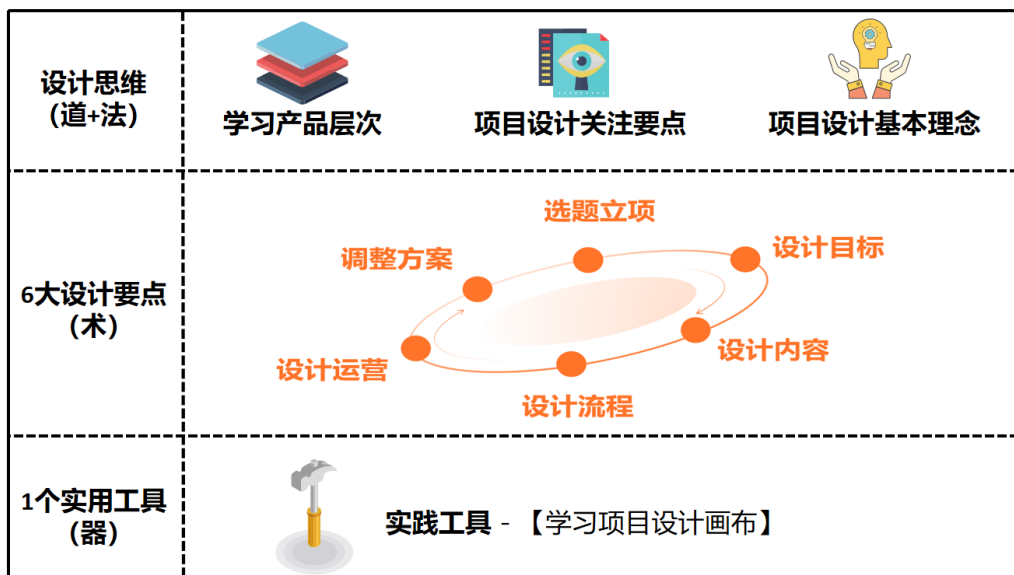 设计思维
（道+法）
学习产品层次
项目设计关注要点
项目设计基本理念
6大设计要点
（术）
选题立项
设计目标
调整方案
设计内容
设计运营
设计流程
1个实用工具
（器）
实践工具 - 【学习项目设计画布】